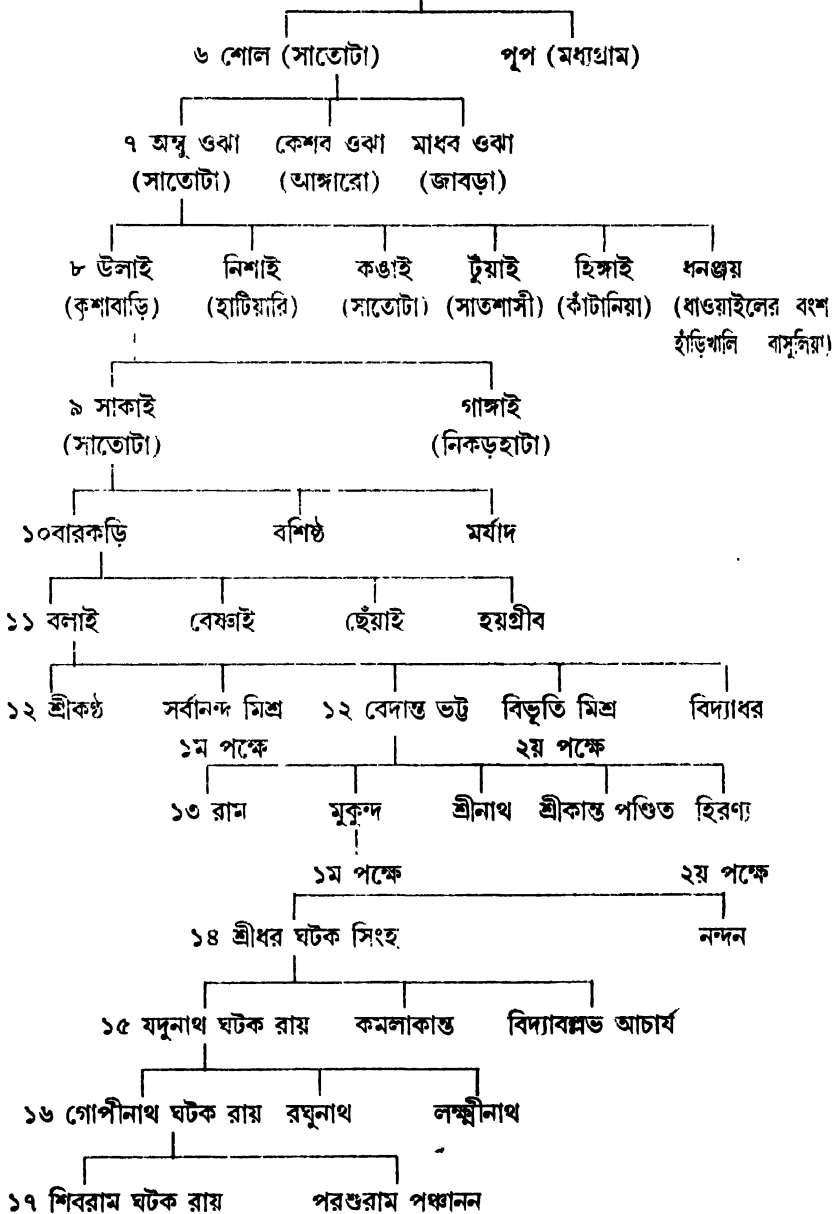 ৬ শোল (সাতোটা) পূপ (মধ্যগ্রাম)
৭ অম্বু ওঝা কেশব ওঝা মাধব ওঝা
(সাতোটা) (আঙ্গারো) (জাবড়া)
৮ উলাই নিশাই কঙাই টুঁয়াই হিঙ্গাই ধনঞ্জয়
(কৃশাবাড়ি) (হাটিয়ারি) (সাতোটা) (সাতশাসী) (কাঁটানিয়া) (ধাওয়াইলের বংশ
হাঁড়িখালি বাসুলিয়া)
৯ সাকাই গাঙ্গাই
(সাতোটা) (নিকড়হাটা)
১০বারকড়ি বশিষ্ঠ মর্যাদ
১১ বলাই বেষ্ণাই ছেঁয়াই হয়গ্রীব
১২ শ্রীকণ্ঠ সর্বানন্দ মিশ্র ১২ বেদান্ত ভট্ট বিভূতি মিশ্র বিদ্যাধর
১ম পক্ষে ২য় পক্ষে
১৩ রাম মুকুন্দ শ্রীনাথ শ্রীকান্ত পণ্ডিত হিরণ্য
১ম পক্ষে ২য় পক্ষে
১৪ শ্রীধর ঘটক সিংহ নন্দন
১৫ যদুনাথ ঘটক রায় কমলাকান্ত বিদ্যাবল্লভ আচার্য
১৬ গোপীনাথ ঘটক রায় রঘুনাথ লক্ষ্মীনাথ
১৭ শিবরাম ঘটক রায় পরশুরাম পঞ্চানন